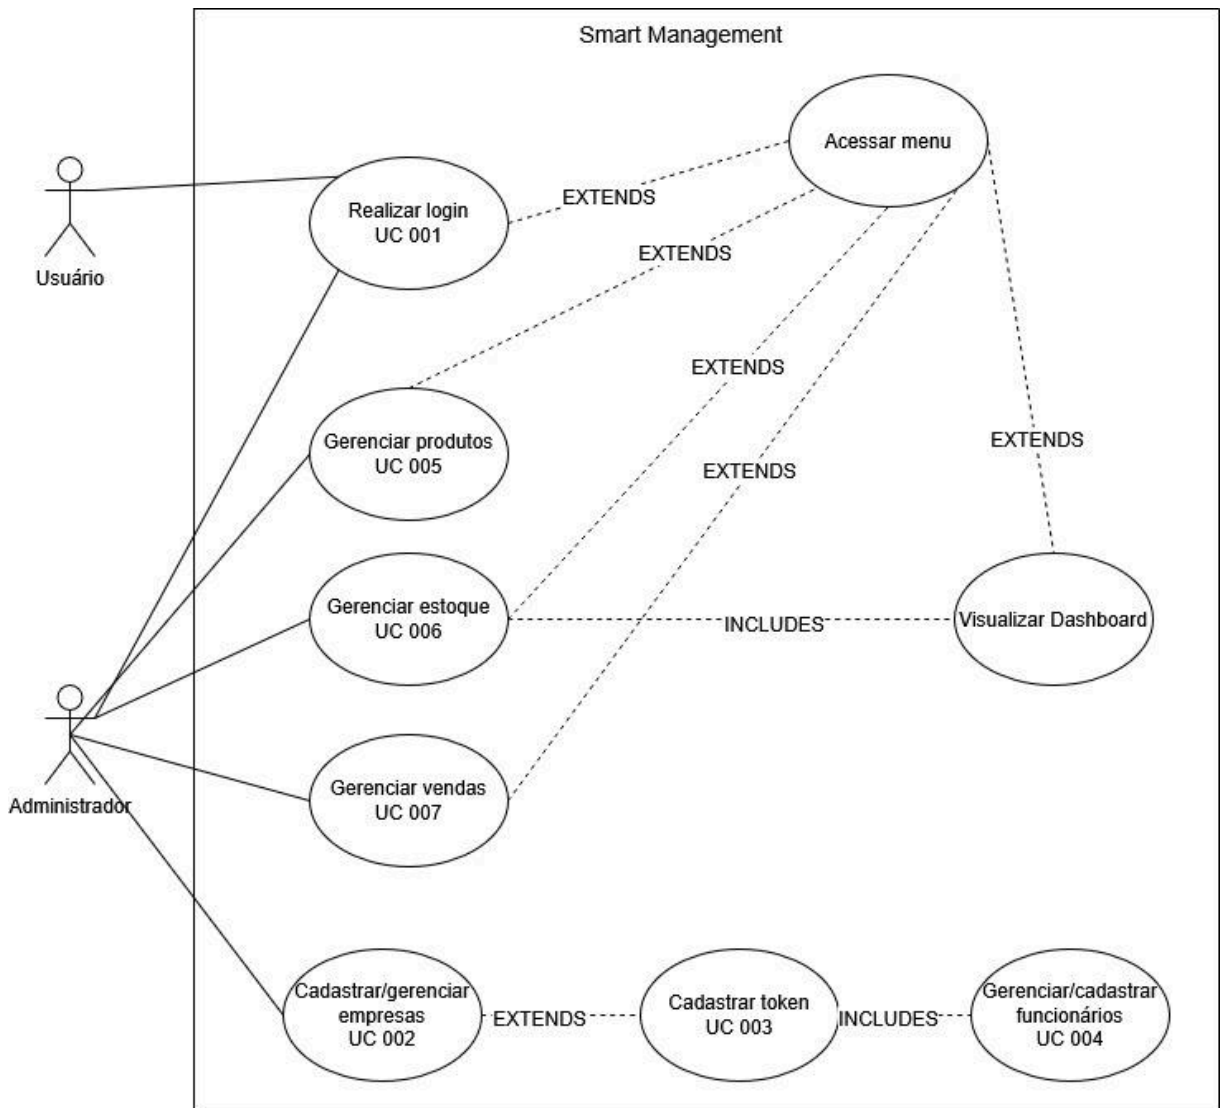 Smart Management
Acessar menu
Realizar login
UC 001
EXTENDS
Usuário
EXTENDS
EXTENDS
Gerenciar produtos
UC 005
EXTENDS
EXTENDS
Gerenciar estoque
UC 006
INCLUDES
Visualizar Dashboard
Gerenciar vendas
UC 007
Administrador
Cadastrar/gerenciar
empresas
UC 002
EXTENDS
Cadastrar token
UC 003
INCLUDES
Gerenciar/cadastrar
funcionários
UC 004